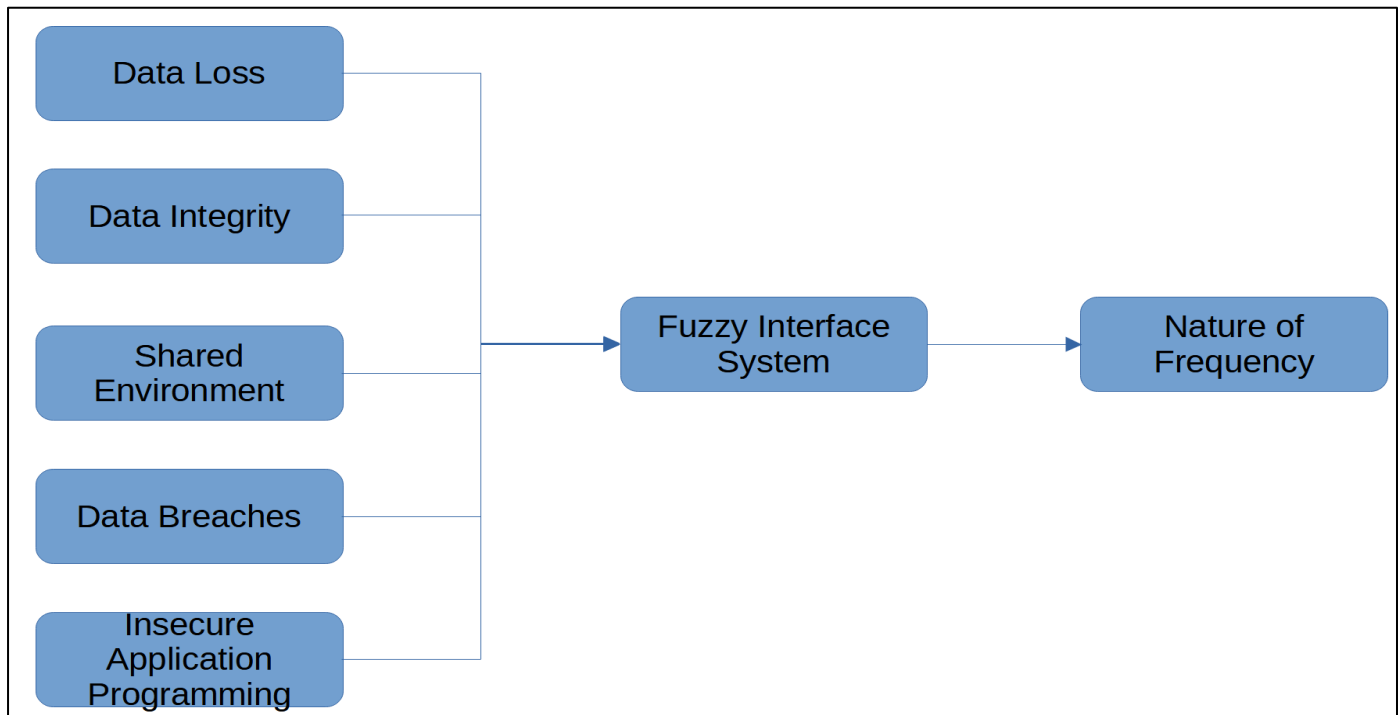 Data Loss
Data Integrity
Shared
Environment
Data Breaches
Insecure
Application
Programming
Fuzzy Interface
System
Nature of
Frequency